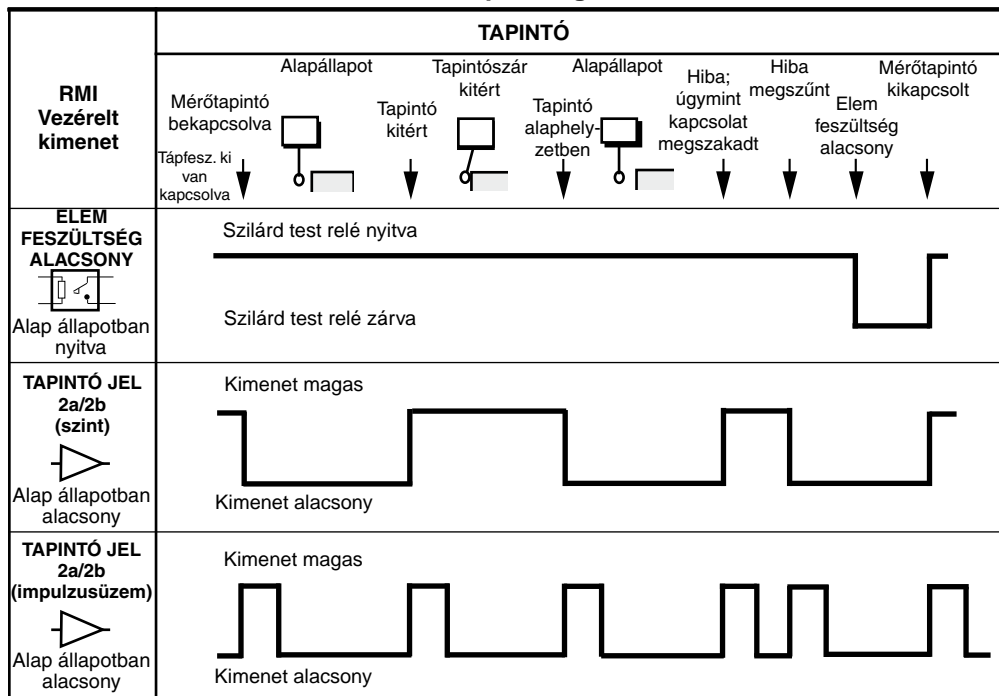 TAPINTÓ
RMI
Vezérelt
kimenet
Alapállapot
Tapintószár
kitért
Alapállapot
Hiba
megszűnt
Mérőtapintó
kikapcsolt
Mérőtapintó
bekapcsolva
Tapintó
kitért
Tapintó
alaphely-
zetben
Hiba;
úgymint
kapcsolat
megszakadt
Elem
feszültség
alacsony
Tápfesz. ki
van
kapcsolva
ELEM
FESZÜLTSÉG
ALACSONY
Alap állapotban
nyitva
Szilárd test relé nyitva
Szilárd test relé zárva
TAPINTÓ JEL
2a/2b
(szint)
Alap állapotban
alacsony
Kimenet magas
Kimenet alacsony
TAPINTÓ JEL
2a/2b
(impulzusüzem)
Alap állapotban
alacsony
Kimenet magas
Kimenet alacsony